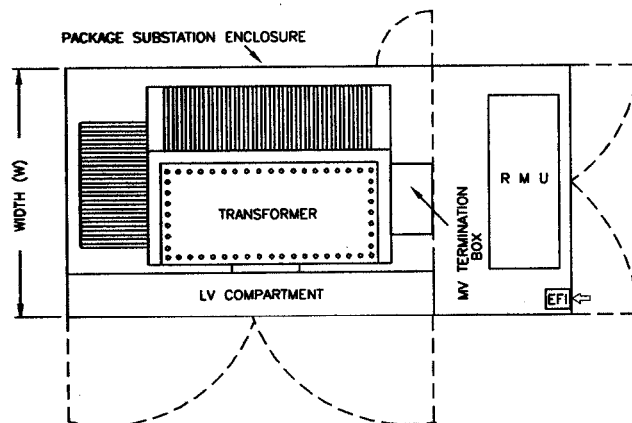 PACKAGE SUBSTATION ENCLOSURE
WIDTH (W)
TRANSFORMER
R M U
MV TERMINATION
BOX
LV COMPARTMENT
EFI